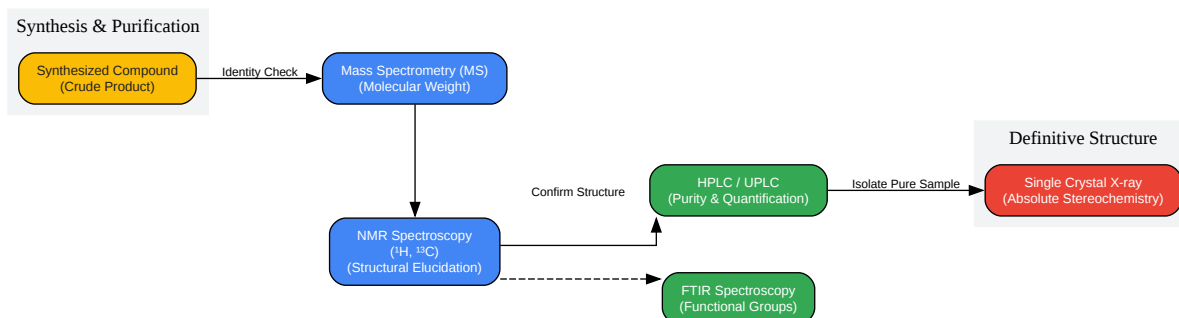 Synthesis & Purification
Synthesized Compound
(Crude Product)
Identity Check
Mass Spectrometry (MS)
(Molecular Weight)
NMR Spectroscopy
(¹H, ¹³C)
(Structural Elucidation)
Confirm Structure
HPLC / UPLC
(Purity & Quantification)
FTIR Spectroscopy
(Functional Groups)
Isolate Pure Sample
Definitive Structure
Single Crystal X-ray
(Absolute Stereochemistry)